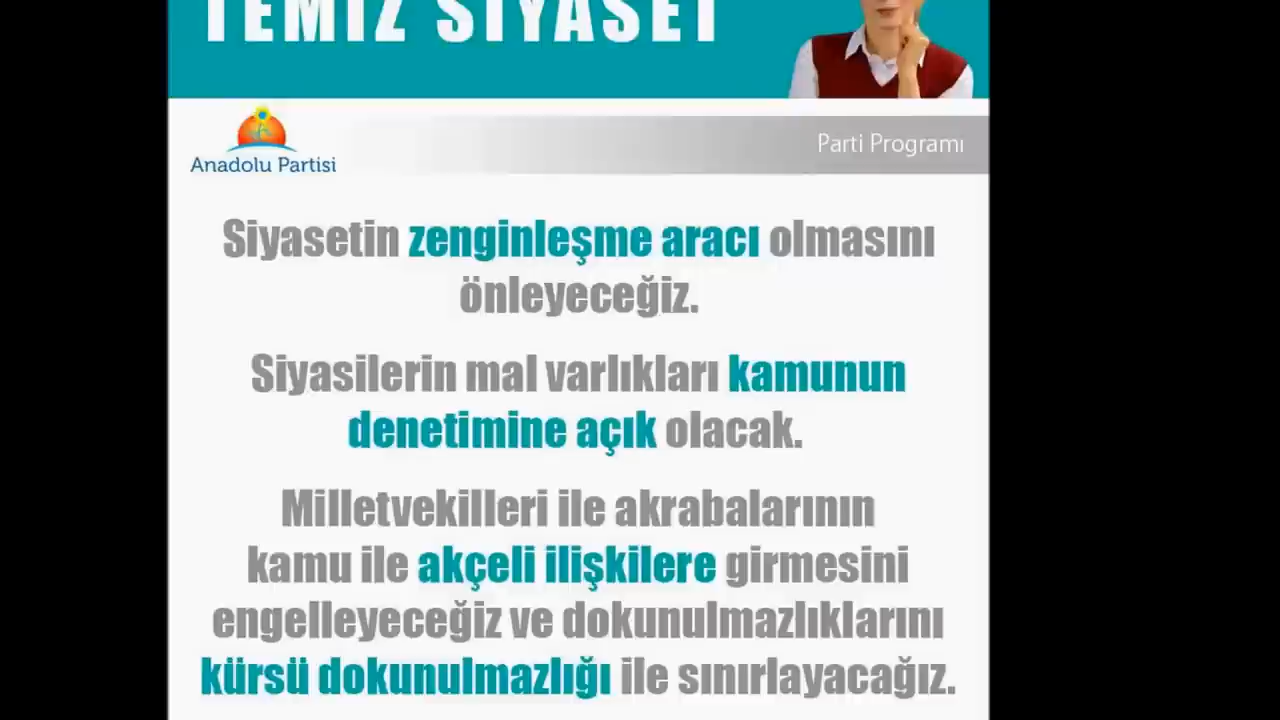 TEMİZ SİYASET
Anadolu Partisi
Parti Programı
Siyasetin zenginleşme aracı olmasını
önleyeceğiz.
Siyasilerin mal varlıkları kamunun
denetimine açık olacak.
Milletvekilleri ile akrabalarının
kamu ile akçeli ilişkilere girmesini
engelleyeceğiz ve dokunulmazlıklarını
kürsü dokunulmazlığı ile sınırlayacağız.